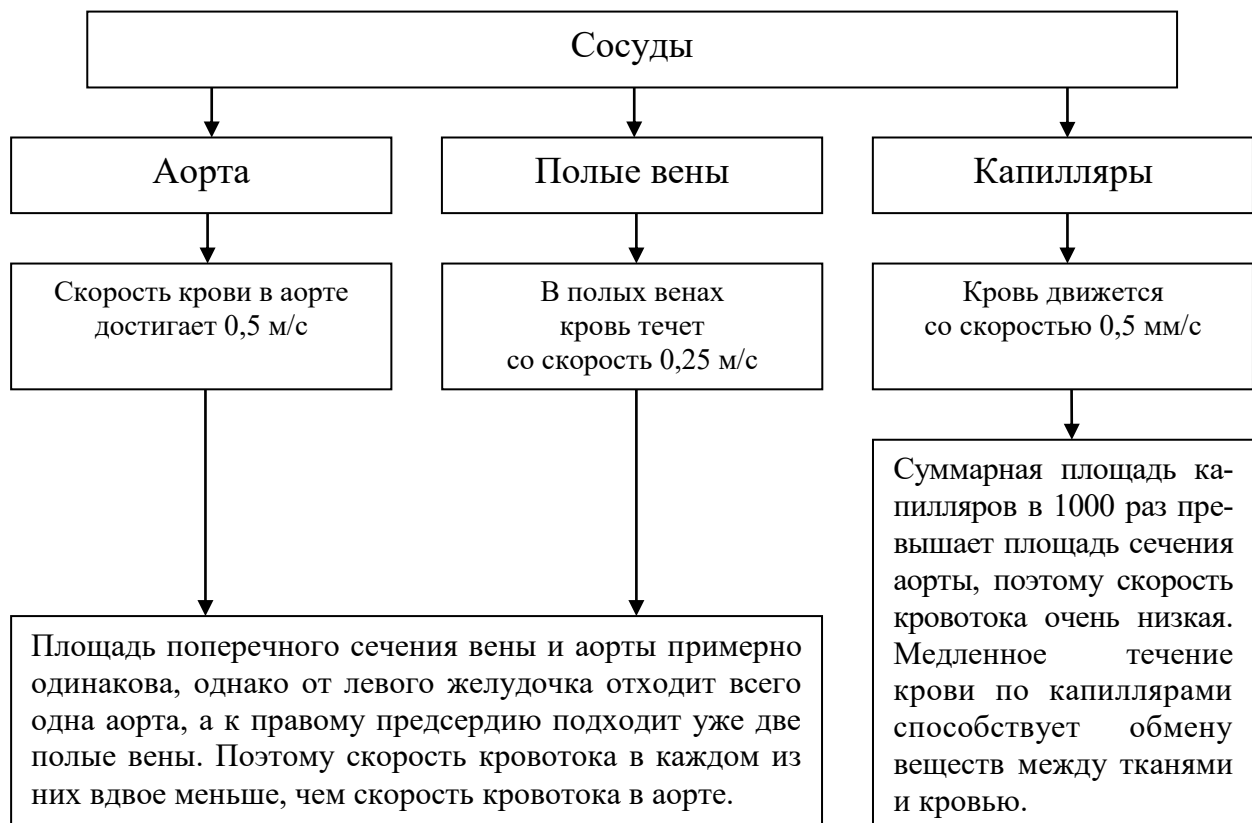 Сосуды
Аорта
Полые вены
Капилляры
Скорость крови в аорте
достигает 0,5 м/с
В полых венах
кровь течет
со скорость 0,25 м/с
Кровь движется
со скоростью 0,5 мм/с
Площадь поперечного сечения вены и аорты примерно
одинакова, однако от левого желудочка отходит всего
одна аорта, а к правому предсердию подходит уже две
полые вены. Поэтому скорость кровотока в каждом из
них вдвое меньше, чем скорость кровотока в аорте.
Суммарная площадь ка-
пилляров в 1000 раз пре-
вышает площадь сечения
аорты, поэтому скорость
кровотока очень низкая.
Медленное течение
крови по капиллярами
способствует обмену
веществ между тканями
и кровью.